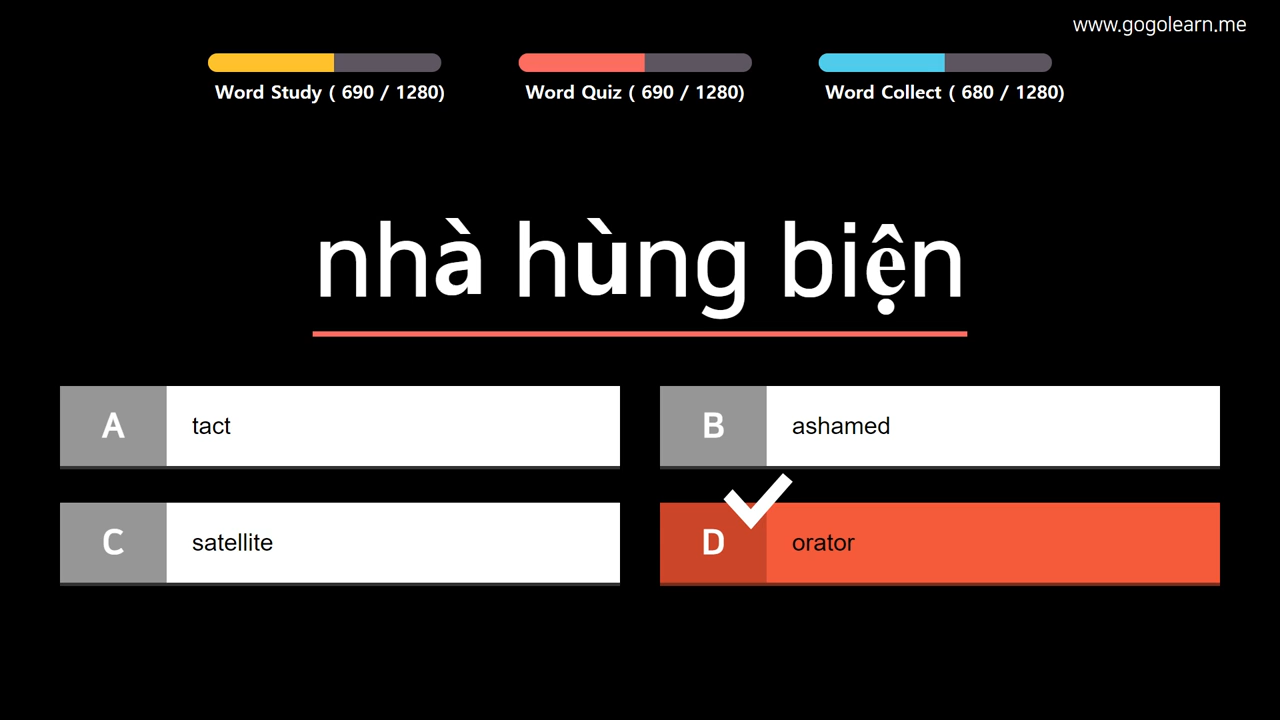 www.gogolearn.me
Word Study ( 690 / 1280)
Word Quiz ( 690 / 1280)
Word Collect ( 680 / 1280)
nhà hùng biện
A tact
B ashamed
C satellite
D orator